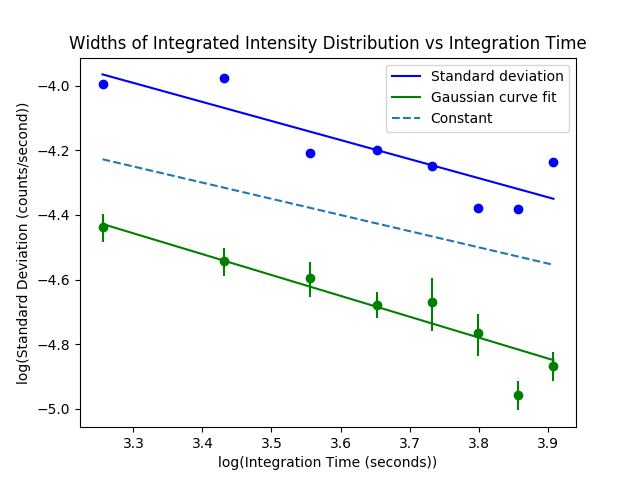 Widths of Integrated Intensity Distribution vs Integration Time
Standard deviation
Gaussian curve fit
Constant
log(Standard Deviation (counts/second))
−4.0
−4.2
−4.4
−4.6
−4.8
−5.0
3.3 3.4 3.5 3.6 3.7 3.8 3.9
log(Integration Time (seconds))